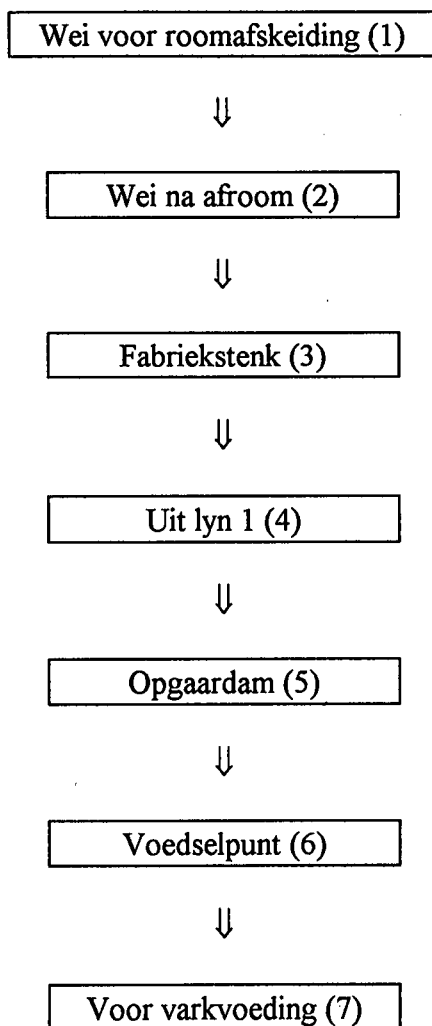 Wei voor roomafskeiding (1)
⇓
Wei na afroom (2)
⇓
Fabriekstenk (3)
⇓
Uit lyn 1 (4)
⇓
Opgaardam (5)
⇓
Voedselpunt (6)
⇓
Voor varkvoeding (7)